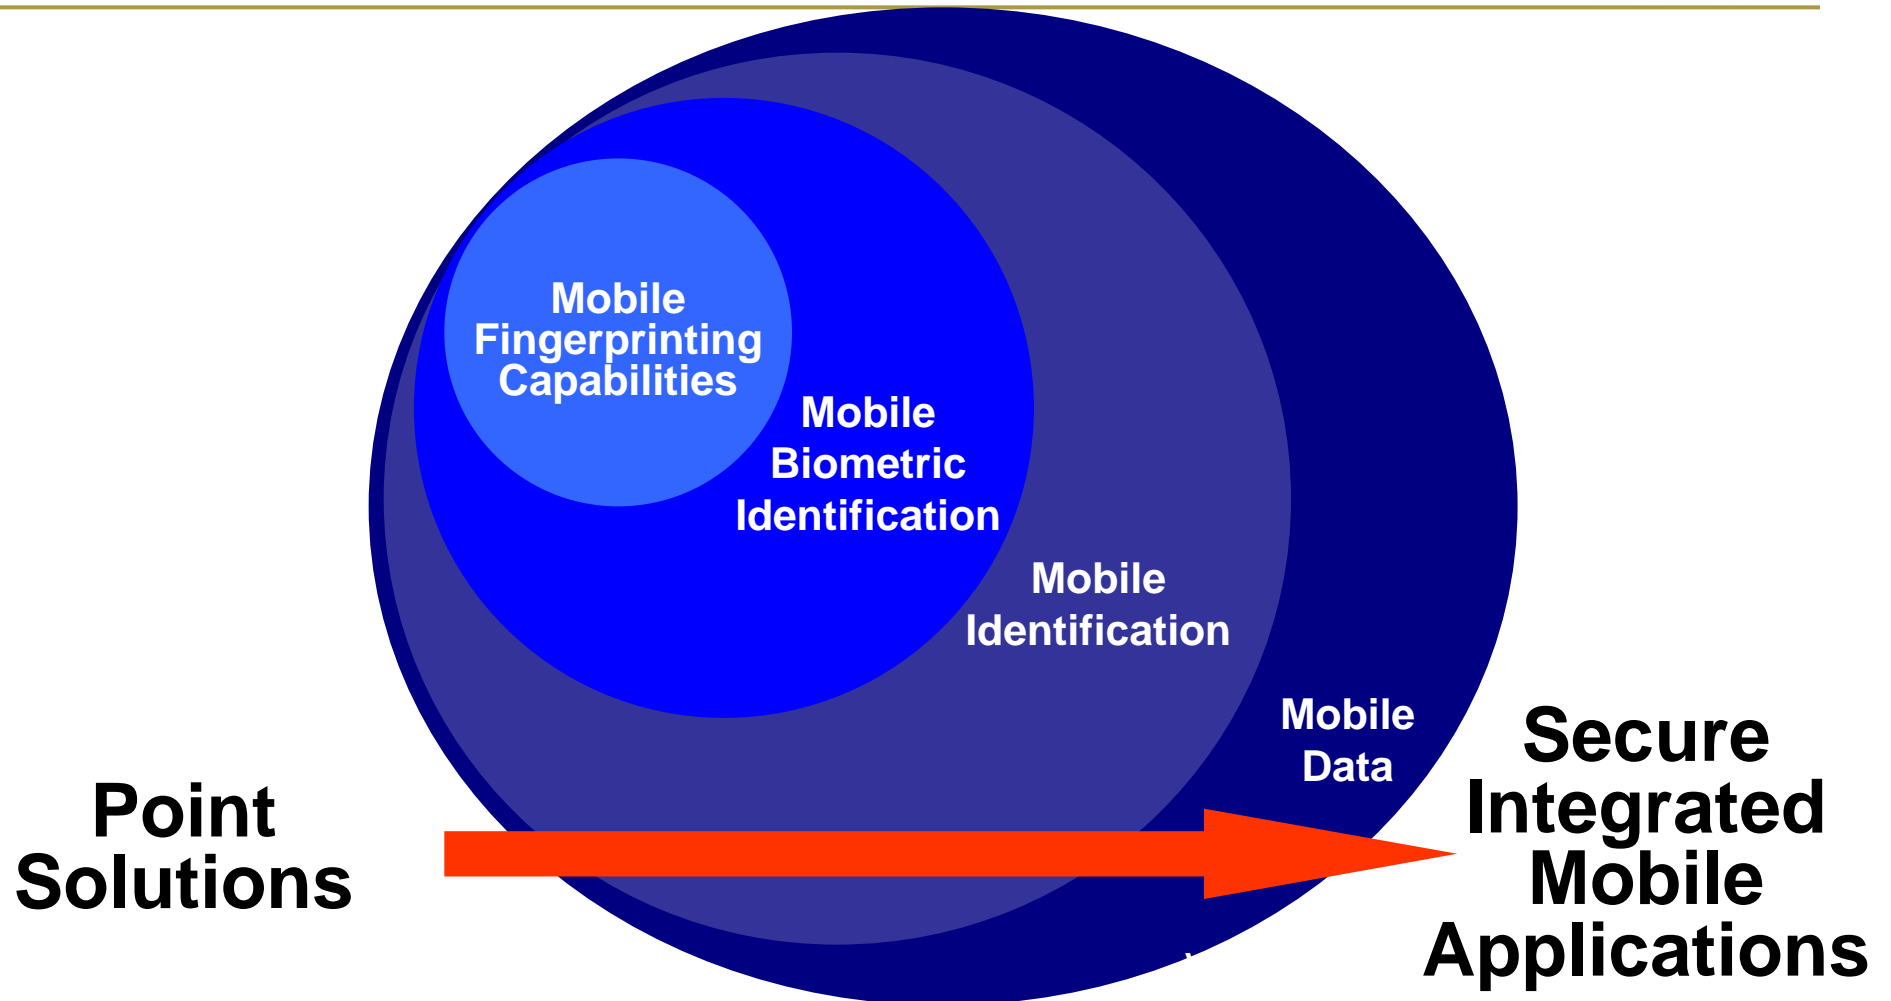 Mobile
Fingerprinting
Capabilities
Mobile
Biometric
Identification
Mobile
Identification
Mobile
Data
Point
Solutions
Secure
Integrated
Mobile
Applications